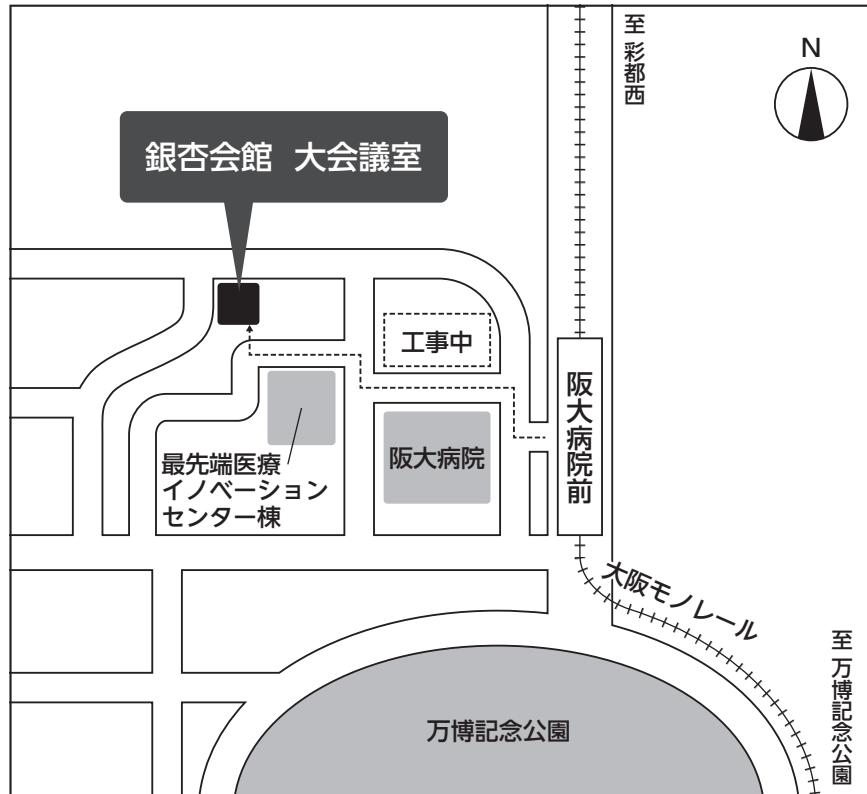 至 彩都西
N
銀杏会館 大会議室
工事中
阪大病院前
阪大病院
最先端医療
イノベーション
センター棟
大阪モノレール
至 万博記念公園
万博記念公園